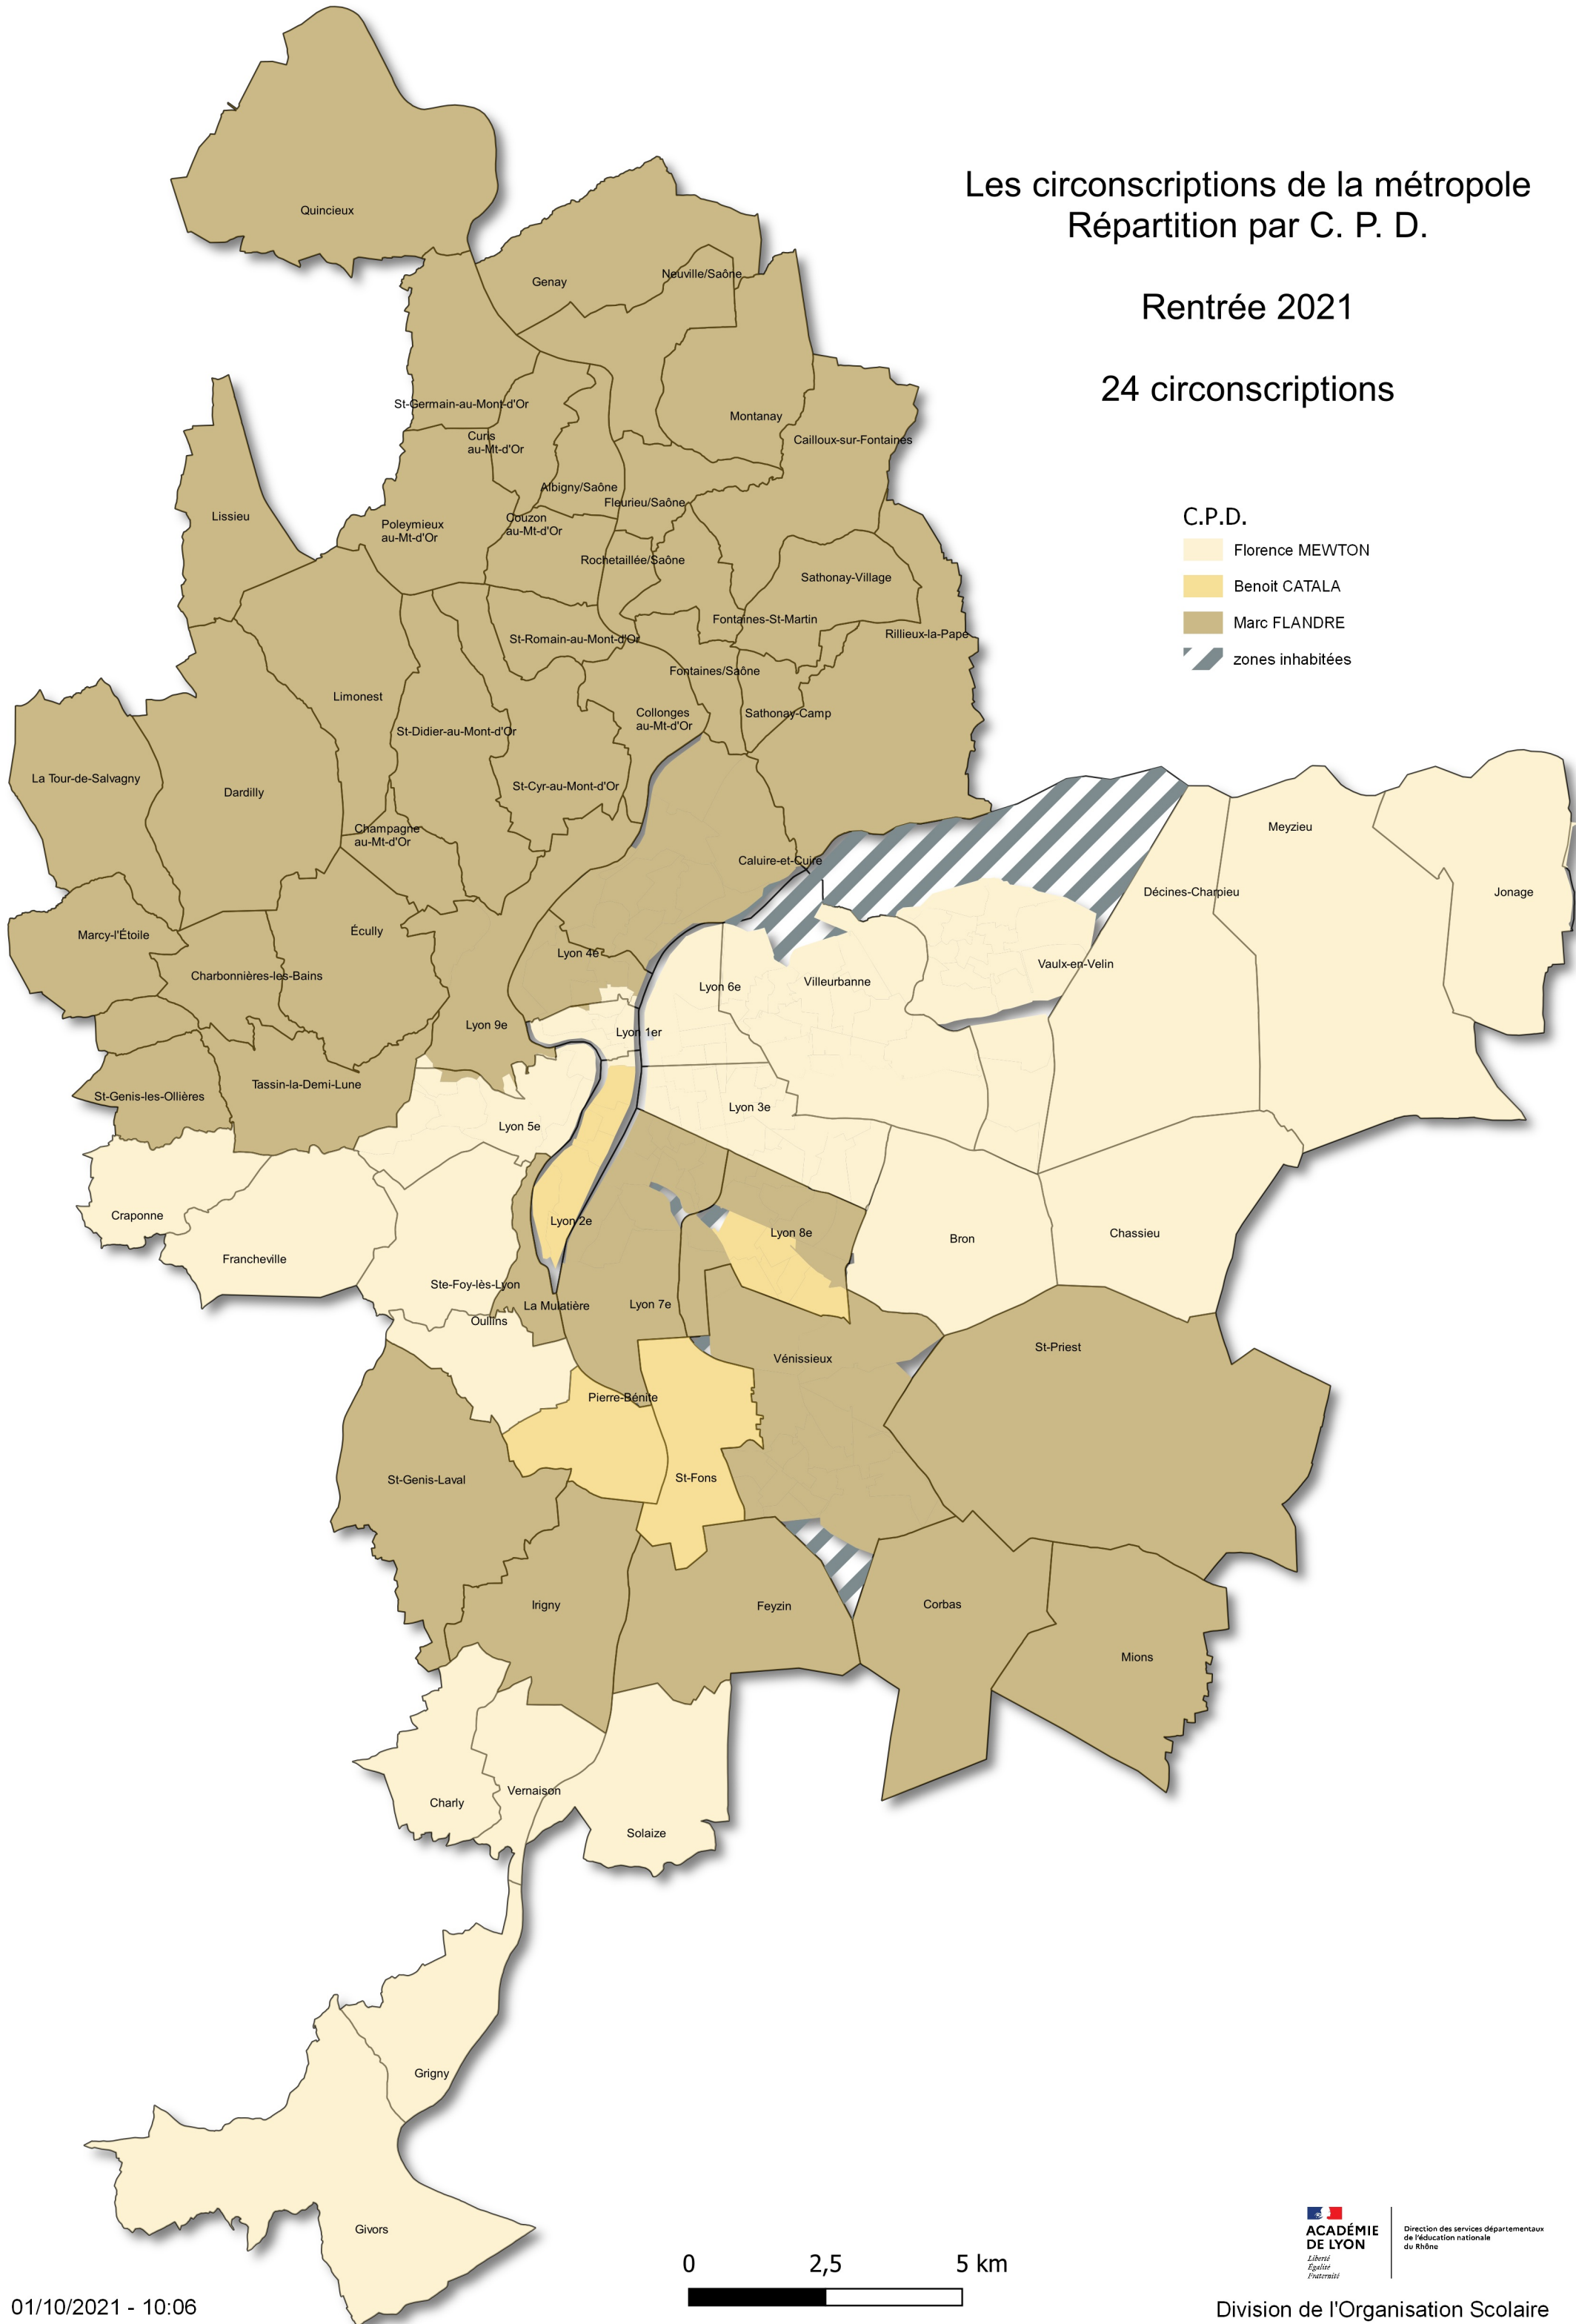 Les circonscriptions de la métropole
Répartition par C. P. D.
Rentrée 2021
24 circonscriptions
C.P.D.
Florence MEWTON
Benoit CATALA
Marc FLANDRE
zones inhabitées
Quincieux
Genay
Neuville/Saône
St-Germain-au-Mont-d'Or
Montanay
Curis
au-Mt-d'Or
Cailloux-sur-Fontaines
Albigny/Saône
Fleurieu/Saône
Lissieu
Poleymieux
au-Mt-d'Or
Couzon
au-Mt-d'Or
Rochetaillée/Saône
Sathonay-Village
Fontaines-St-Martin
Rillieux-la-Pape
St-Romain-au-Mont-d'Or
Fontaines/Saône
Limonest
Collonges
au-Mt-d'Or
Sathonay-Camp
St-Didier-au-Mont-d'Or
La Tour-de-Salvagny
Dardilly
St-Cyr-au-Mont-d'Or
Champagne
au-Mt-d'Or
Meyzieu
Caluire-et-Cuire
Décines-Charpieu
Jonage
Marcy-l'Étoile
Écully
Lyon 4e
Vaulx-en-Velin
Charbonnières-les-Bains
Lyon 6e
Villeurbanne
Lyon 9e
Lyon 1er
St-Genis-les-Ollières
Tassin-la-Demi-Lune
Lyon 3e
Lyon 5e
Craponne
Lyon 2e
Lyon 8e
Bron
Chassieu
Francheville
Ste-Foy-lès-Lyon
La Mulatière
Lyon 7e
Oullins
St-Priest
Vénissieux
Pierre-Bénite
St-Genis-Laval
St-Fons
Irigny
Feyzin
Corbas
Mions
Charly
Vernaison
Solaize
Grigny
Givors
0
2,5
5 km
ACADÉMIE
DE LYON
Liberté
Égalité
Fraternité
Direction des services départementaux
de l'éducation nationale
du Rhône
01/10/2021 - 10:06
Division de l'Organisation Scolaire